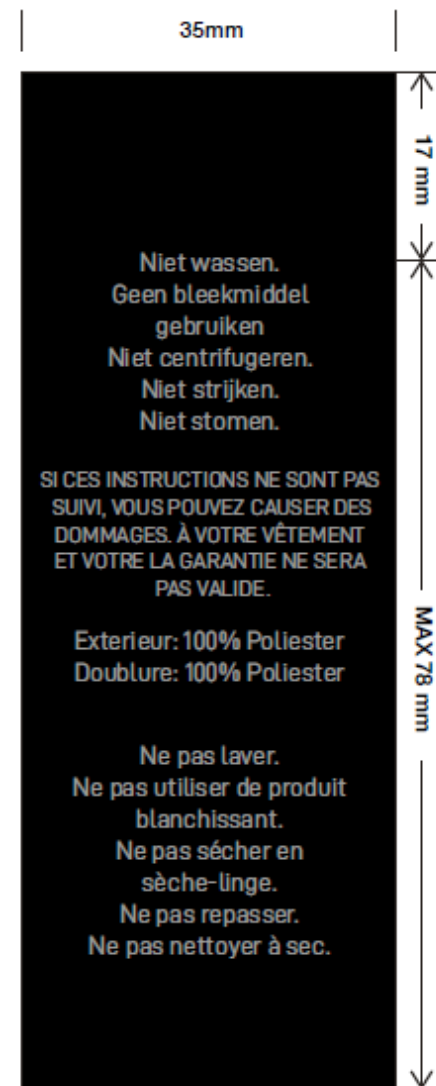 35mm
17 mm
Niet wassen.
Geen bleekmiddel
gebruiken
Niet centrifugeren.
Niet strijken.
Niet stomen.
SI CES INSTRUCTIONS NE SONT PAS
SUIVI, VOUS POUVEZ CAUSER DES
DOMMAGES. À VOTRE VÊTEMENT
ET VOTRE LA GARANTIE NE SERA
PAS VALIDE.
Exterieur: 100% Poliester
Doublure: 100% Poliester
MAX 78 mm
Ne pas laver.
Ne pas utiliser de produit
blanchissant.
Ne pas sécher en
sèche-linge.
Ne pas repasser.
Ne pas nettoyer à sec.